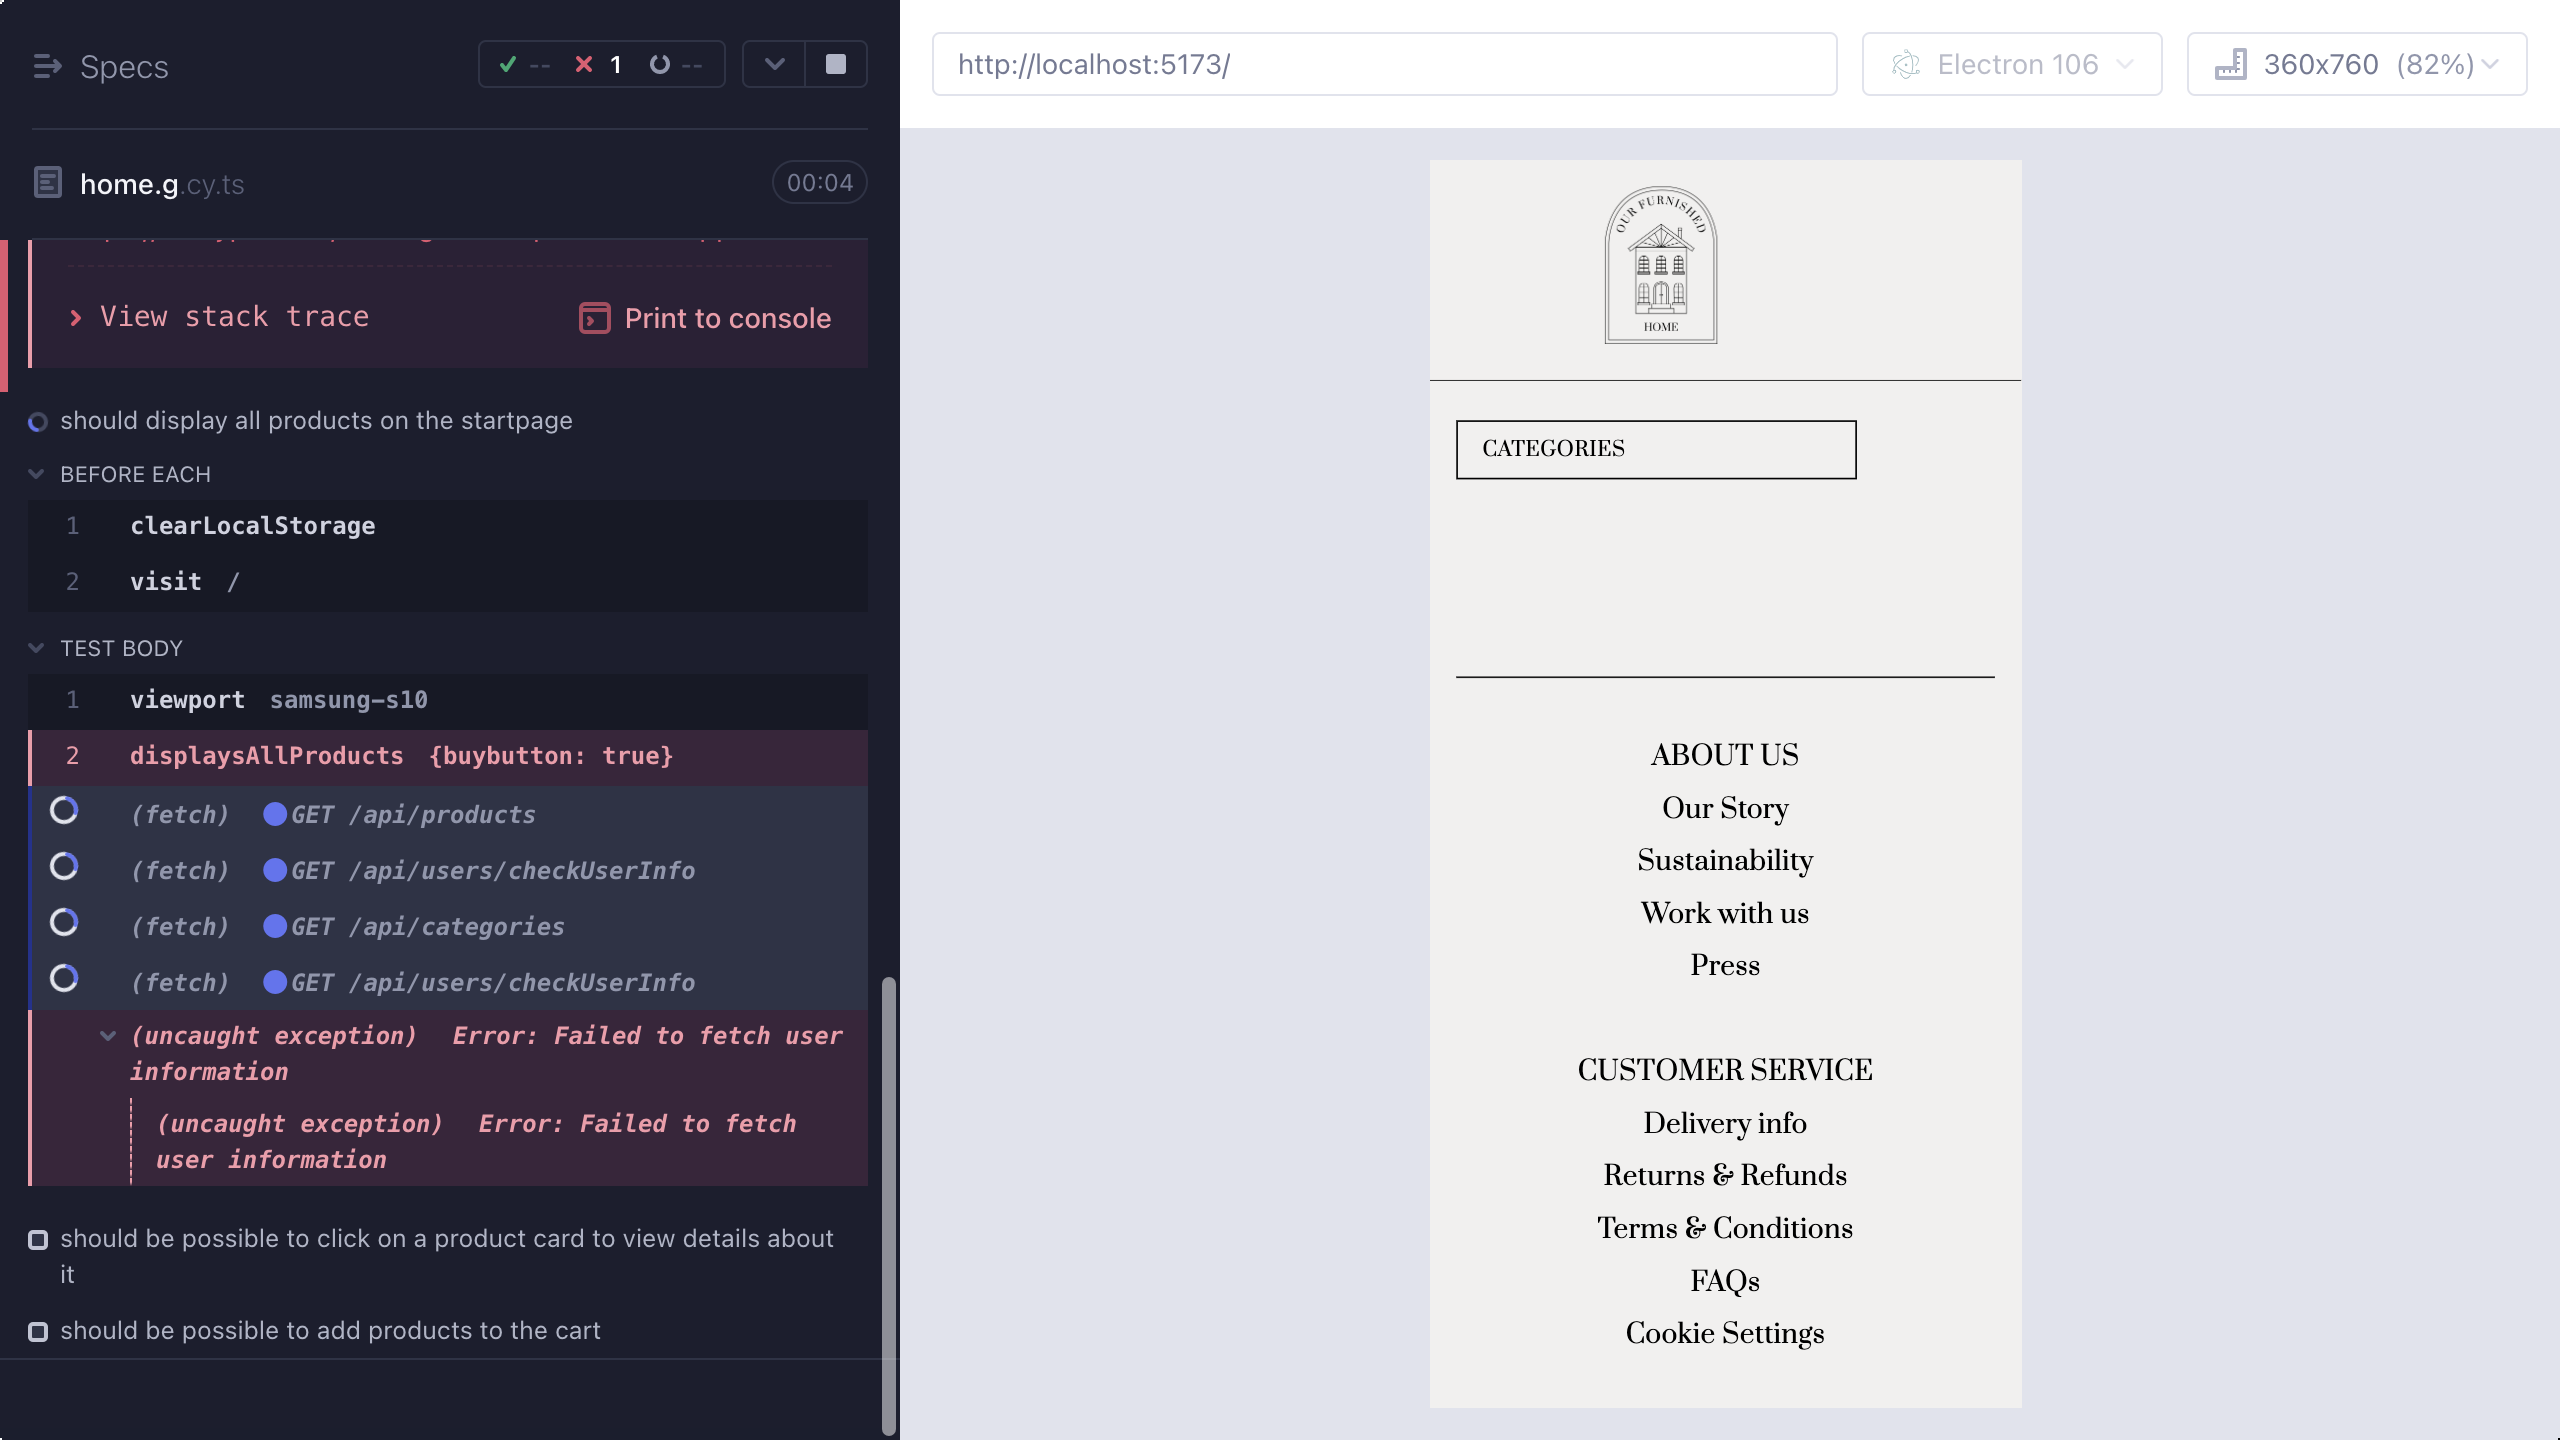 Specs
-- 1 --
home.g.cy.ts
00:04
View stack trace
Print to console
should display all products on the startpage
BEFORE EACH
1 clearLocalStorage
2 visit /
TEST BODY
1 viewport samsung-s10
2 displaysAllProducts {buybutton: true}
(fetch) GET /api/products
(fetch) GET /api/users/checkUserInfo
(fetch) GET /api/categories
(fetch) GET /api/users/checkUserInfo
(uncaught exception) Error: Failed to fetch user
information
(uncaught exception) Error: Failed to fetch
user information
should be possible to click on a product card to view details about
it
should be possible to add products to the cart
http://localhost:5173/
Electron 106
360x760 (82%)
OUR FURNISHED
HOME
CATEGORIES
ABOUT US
Our Story
Sustainability
Work with us
Press
CUSTOMER SERVICE
Delivery info
Returns & Refunds
Terms & Conditions
FAQs
Cookie Settings